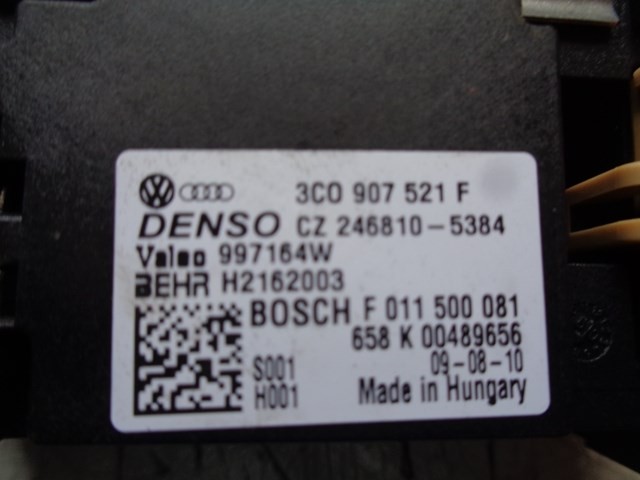 3C0 907 521 F
DENSO CZ 246810-5384
Valeo 997164W
BEHR H2162003
BOSCH F 011 500 081
658 K 00489656
S001 09-08-10
H001 Made in Hungary